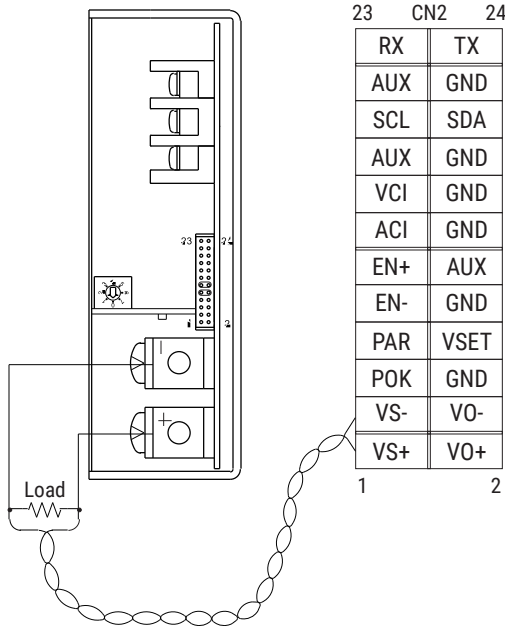 23 CN2 24
RX TX
AUX GND
SCL SDA
AUX GND
VCI GND
ACI GND
EN+ AUX
EN- GND
PAR VSET
POK GND
VS- VO-
VS+ VO+
1 2
23 24
1 2
-
+
Load